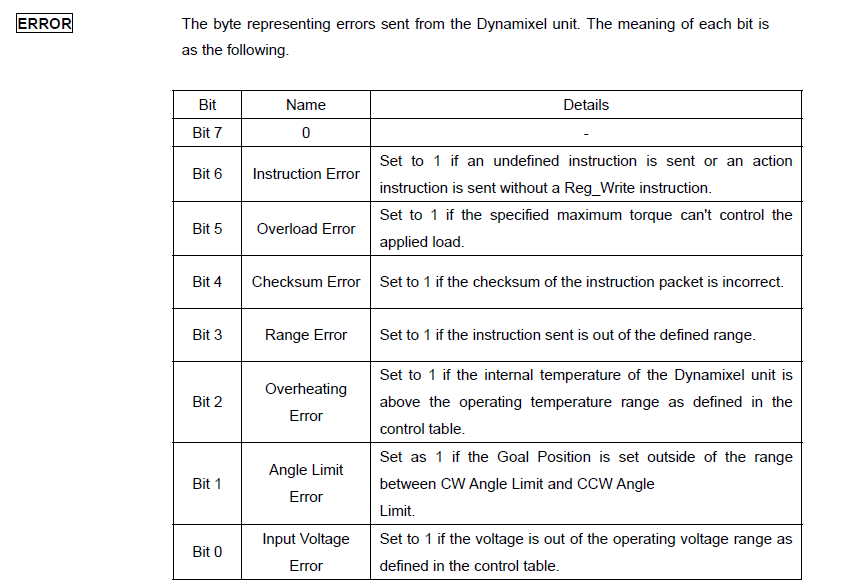 ERROR The byte representing errors sent from the Dynamixel unit. The meaning of each bit is
as the following.
Bit Name Details
Bit 7 0 -
Bit 6 Instruction Error Set to 1 if an undefined instruction is sent or an action
instruction is sent without a Reg_Write instruction.
Bit 5 Overload Error Set to 1 if the specified maximum torque can't control the
applied load.
Bit 4 Checksum Error Set to 1 if the checksum of the instruction packet is incorrect.
Bit 3 Range Error Set to 1 if the instruction sent is out of the defined range.
Bit 2 Overheating
Error Set to 1 if the internal temperature of the Dynamixel unit is
above the operating temperature range as defined in the
control table.
Bit 1 Angle Limit
Error Set as 1 if the Goal Position is set outside of the range
between CW Angle Limit and CCW Angle
Limit.
Bit 0 Input Voltage
Error Set to 1 if the voltage is out of the operating voltage range as
defined in the control table.